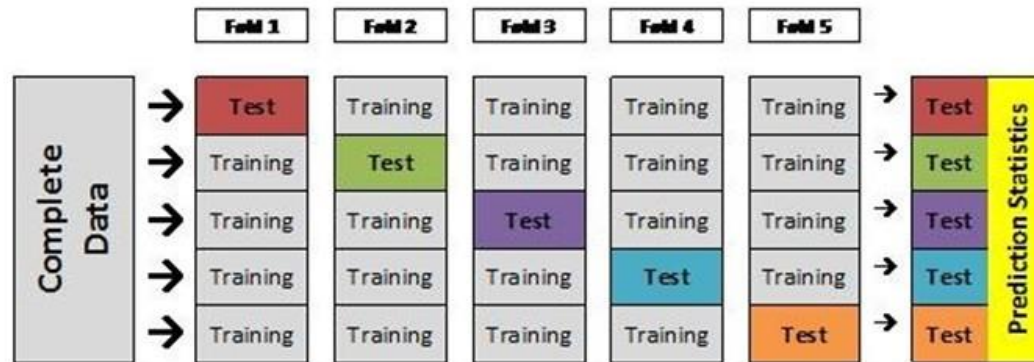 Fold 1 Fold 2 Fold 3 Fold 4 Fold 5
Complete
Data
Test Training Training Training Training Test
Training Test Training Training Training Test
Training Training Test Training Training Test
Training Training Training Test Training Test
Training Training Training Training Test Test
Prediction Statistics